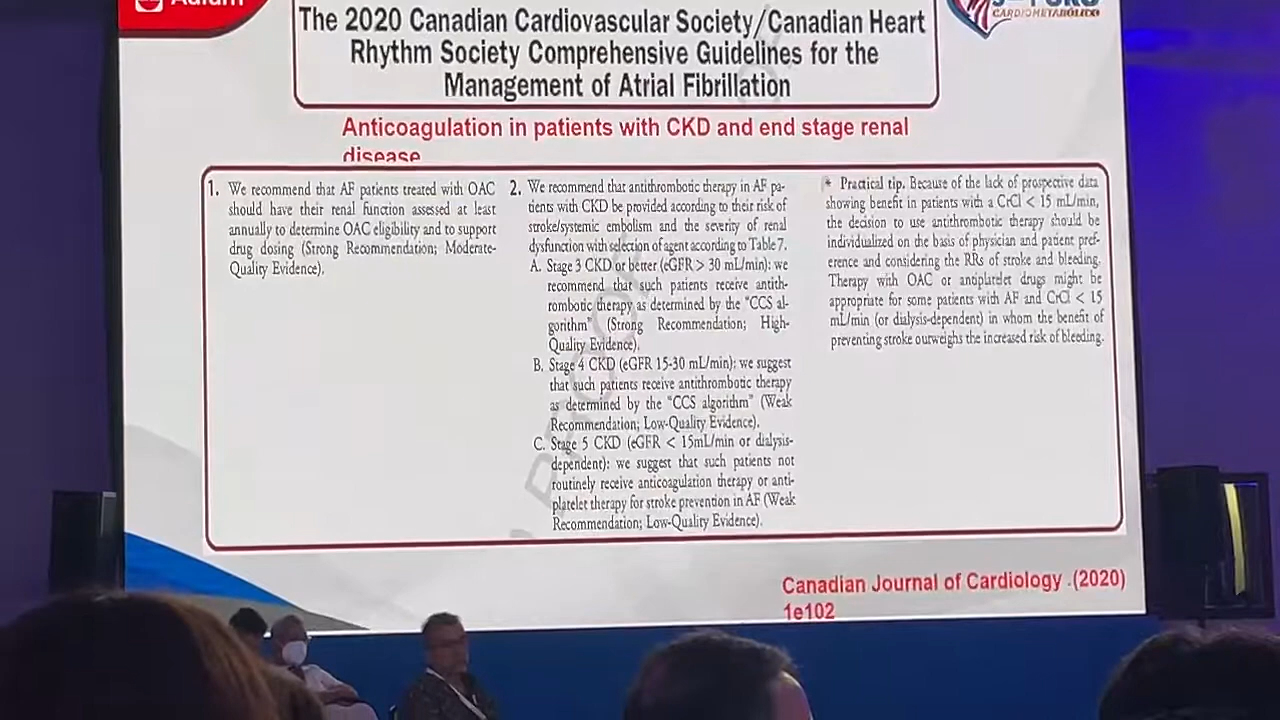 The 2020 Canadian Cardiovascular Society/Canadian Heart
Rhythm Society Comprehensive Guidelines for the
Management of Atrial Fibrillation
CARDIOMETABÓLICO
Anticoagulation in patients with CKD and end stage renal
disease
1. We recommend that AF patients treated with OAC
should have their renal function assessed at least
annually to determine OAC eligibility and to support
drug dosing (Strong Recommendation; Moderate-
Quality Evidence).
2. We recommend that antithrombotic therapy in AF pa-
tients with CKD be provided according to their risk of
stroke/systemic embolism and the severity of renal
dysfunction with selection of agent according to Table 7.
A. Stage 3 CKD or better (eGFR > 30 mL/min): we
recommend that such patients receive antith-
rombotic therapy as determined by the "CCS al-
gorithm" (Strong Recommendation; High-
Quality Evidence).
B. Stage 4 CKD (eGFR 15-30 mL/min): we suggest
that such patients receive antithrombotic therapy
as determined by the "CCS algorithm" (Weak
Recommendation; Low-Quality Evidence).
C. Stage 5 CKD (eGFR < 15mL/min or dialysis-
dependent): we suggest that such patients not
routinely receive anticoagulation therapy or anti-
platelet therapy for stroke prevention in AF (Weak
Recommendation; Low-Quality Evidence).
* Practical tip. Because of the lack of prospective data
showing benefit in patients with a CrCl < 15 mL/min,
the decision to use antithrombotic therapy should be
individualized on the basis of physician and patient pref-
erence and considering the RRs of stroke and bleeding.
Therapy with OAC or antiplatelet drugs might be
appropriate for some patients with AF and CrCl < 15
mL/min (or dialysis-dependent) in whom the benefit of
preventing stroke outweighs the increased risk of bleeding.
Canadian Journal of Cardiology .(2020)
1e102